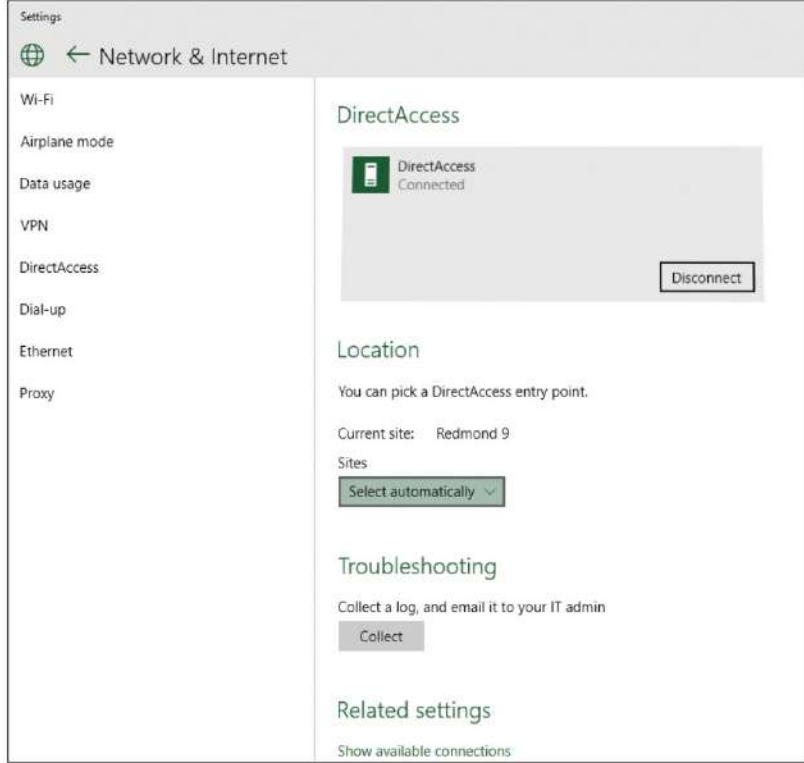 Settings
Network & Internet
Wi-Fi
Airplane mode
Data usage
VPN
DirectAccess
Dial-up
Ethernet
Proxy
DirectAccess
DirectAccess
Connected
Disconnect
Location
You can pick a DirectAccess entry point.
Current site: Redmond 9
Sites
Select automatically
Troubleshooting
Collect a log, and email it to your IT admin
Collect
Related settings
Show available connections